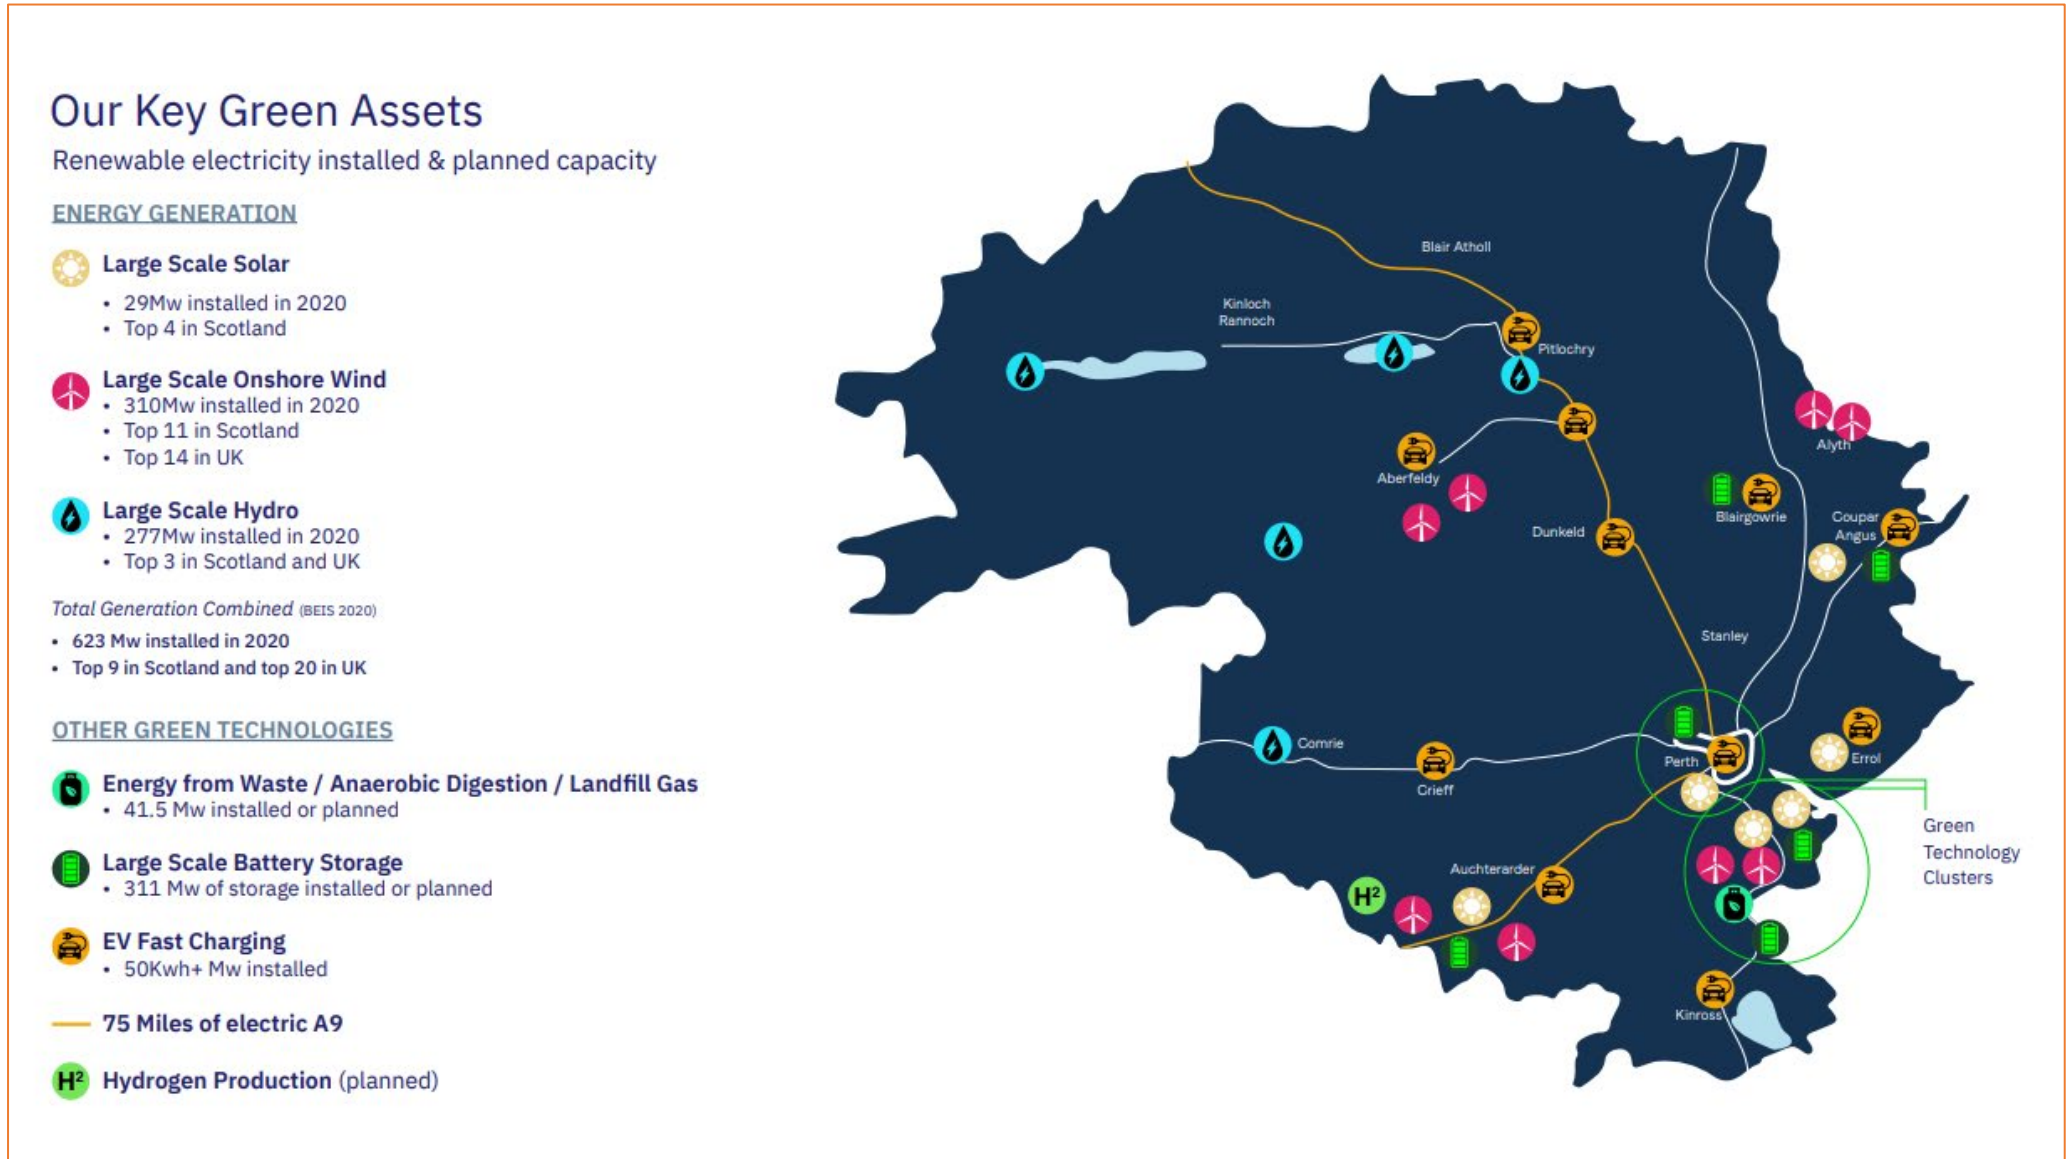 Our Key Green Assets
Renewable electricity installed & planned capacity
ENERGY GENERATION
Large Scale Solar
• 29Mw installed in 2020
• Top 4 in Scotland
Large Scale Onshore Wind
• 310Mw installed in 2020
• Top 11 in Scotland
• Top 14 in UK
Large Scale Hydro
• 277Mw installed in 2020
• Top 3 in Scotland and UK
Total Generation Combined (BEIS 2020)
• 623 Mw installed in 2020
• Top 9 in Scotland and top 20 in UK
OTHER GREEN TECHNOLOGIES
Energy from Waste / Anaerobic Digestion / Landfill Gas
• 41.5 Mw installed or planned
Large Scale Battery Storage
• 311 Mw of storage installed or planned
EV Fast Charging
• 50Kwh+ Mw installed
75 Miles of electric A9
H² Hydrogen Production (planned)
Blair Atholl
Kinloch
Rannoch
Pitlochry
Alyth
Aberfeldy
Blairgowrie
Coupar
Angus
Dunkeld
Stanley
Comrie
Perth
Errol
Crieff
Green
Technology
Clusters
Auchterarder
H²
Kinross